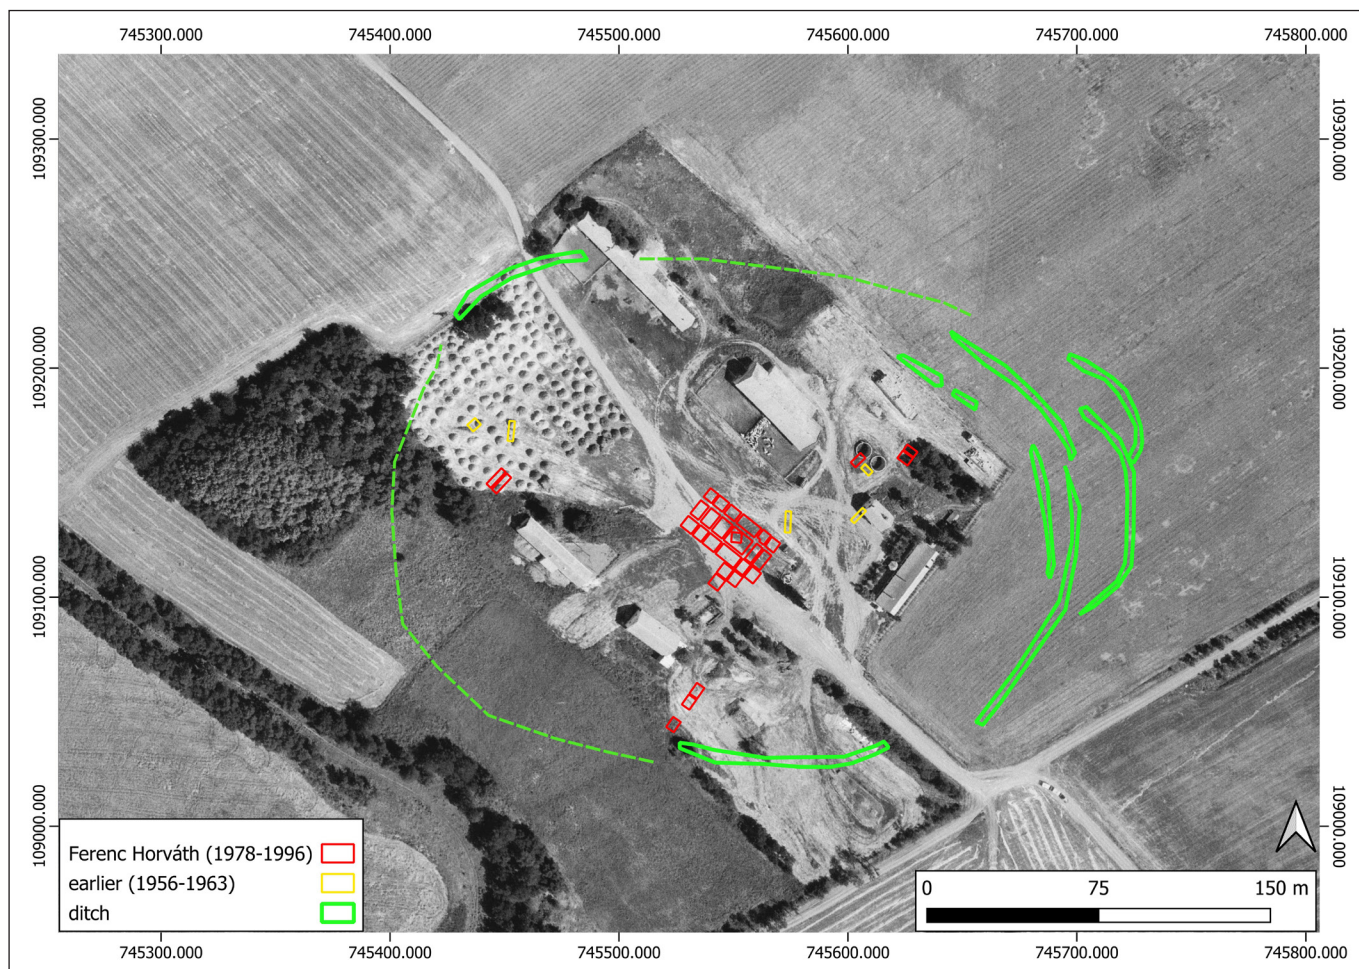 745300.000 745400.000 745500.000 745600.000 745700.000 745800.000
109300.000 109300.000
109200.000 109200.000
109100.000 109100.000
109000.000 109000.000
Ferenc Horváth (1978-1996)
earlier (1956-1963)
ditch
0 75 150 m
745300.000 745400.000 745500.000 745600.000 745700.000 745800.000